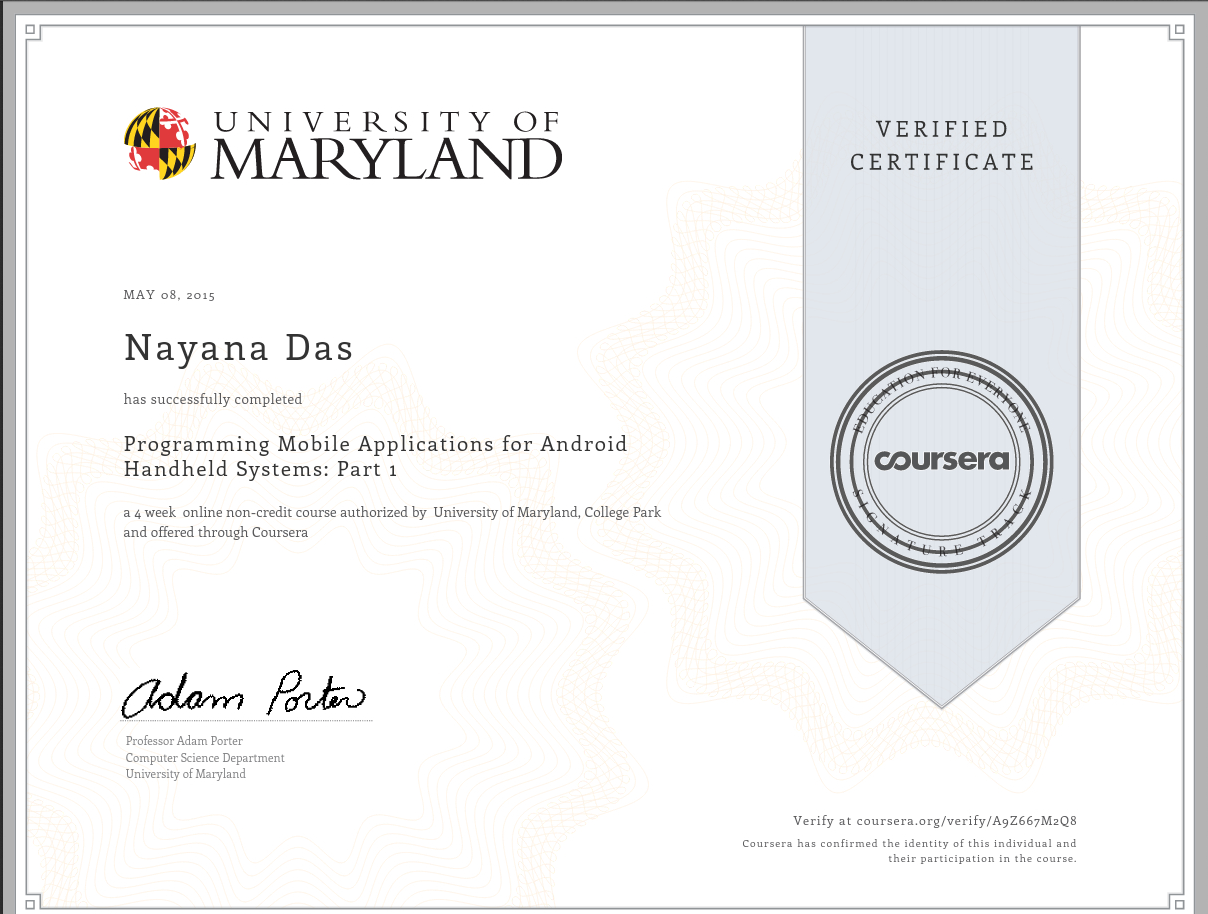 UNIVERSITY OF
MARYLAND
VERIFIED
CERTIFICATE
MAY 08, 2015
Nayana Das
has successfully completed
Programming Mobile Applications for Android
Handheld Systems: Part 1
a 4 week online non-credit course authorized by University of Maryland, College Park
and offered through Coursera
EDUCATION FOR EVERYONE
coursera
SIGNATURE TRACK
Adam Porter
Professor Adam Porter
Computer Science Department
University of Maryland
Verify at coursera.org/verify/A9Z667M2Q8
Coursera has confirmed the identity of this individual and
their participation in the course.